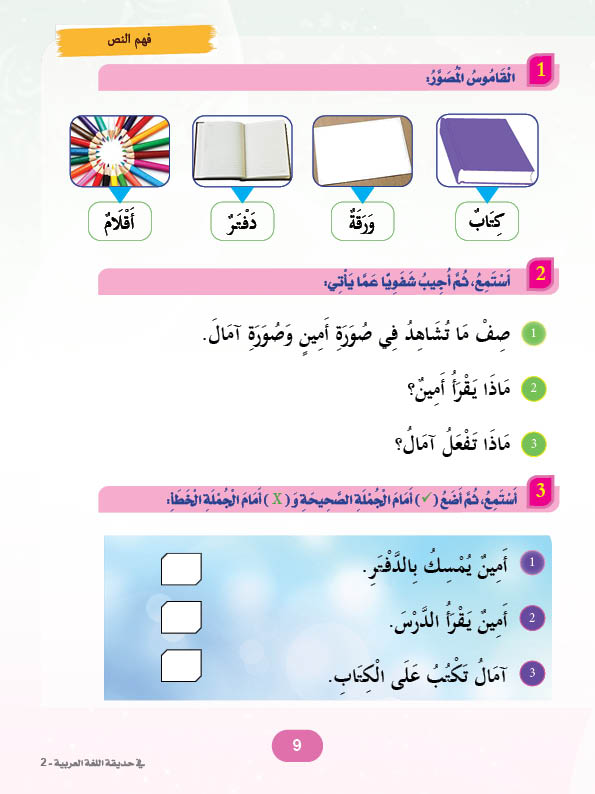 فهم النص
1 الْقَامُوسُ الْمُصَوَّرُ:
كِتَابٌ وَرَقَةٌ دَفْتَرٌ أَقْلَامٌ
2 أَسْتَمِعُ، ثُمَّ أُجِيبُ شَفَوِيًّا عَمَّا يَأْتِي:
1 صِفْ مَا تُشَاهِدُ فِي صُورَةِ أَمِينٍ وَصُورَةِ آمَالَ.
2 مَاذَا يَقْرَأُ أَمِينٌ؟
3 مَاذَا تَفْعَلُ آمَالُ؟
3 أَسْتَمِعُ، ثُمَّ أَضَعُ (✓) أَمَامَ الْجُمْلَةِ الصَّحِيحَةِ وَ( X ) أَمَامَ الْجُمْلَةِ الْخَطَأِ:
1 أَمِينٌ يُمْسِكُ بِالدَّفْتَرِ.
2 أَمِينٌ يَقْرَأُ الدَّرْسَ.
3 آمَالُ تَكْتُبُ عَلَى الْكِتَابِ.
9
في حديقة اللغة العربية - 2